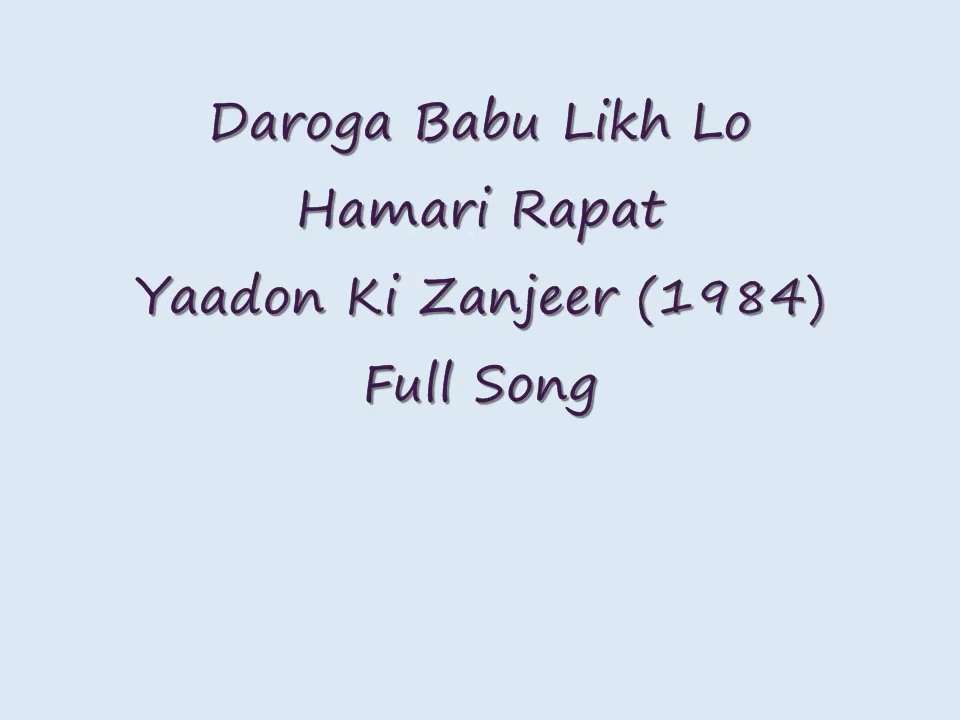 Daroga Babu Likh Lo
Hamari Rapat
Yaadon Ki Zanjeer (1984)
Full Song